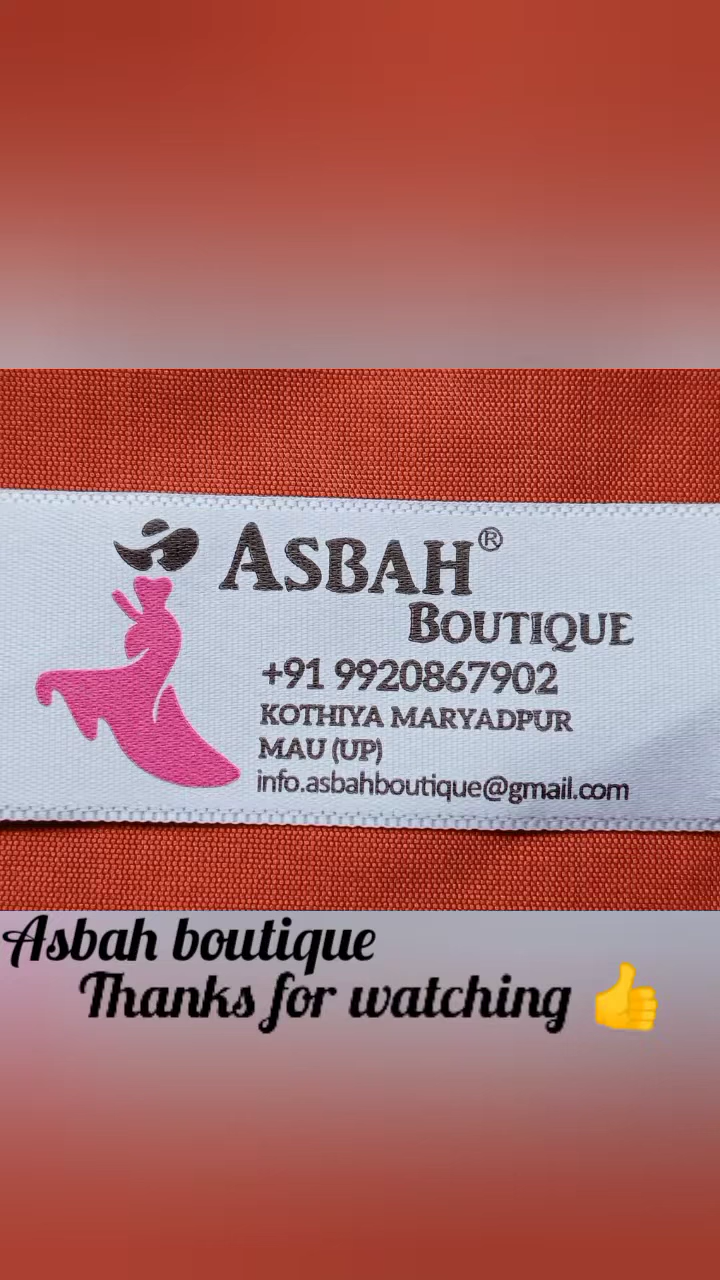 ASBAH®
BOUTIQUE
+91 9920867902
KOTHIYA MARYADPUR
MAU (UP)
info.asbahboutique@gmail.com
Asbah boutique
Thanks for watching 👍